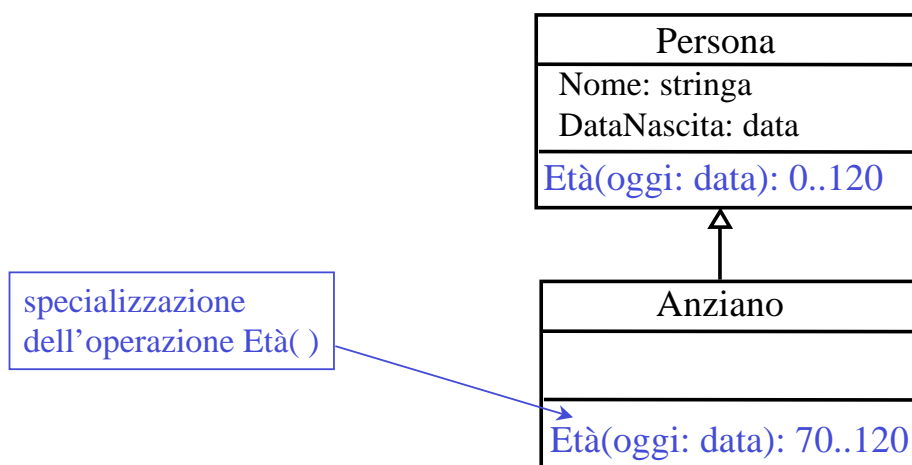 Persona
Nome: stringa
DataNascita: data
Età(oggi: data): 0..120
specializzazione
dell’operazione Età( )
Anziano
Età(oggi: data): 70..120